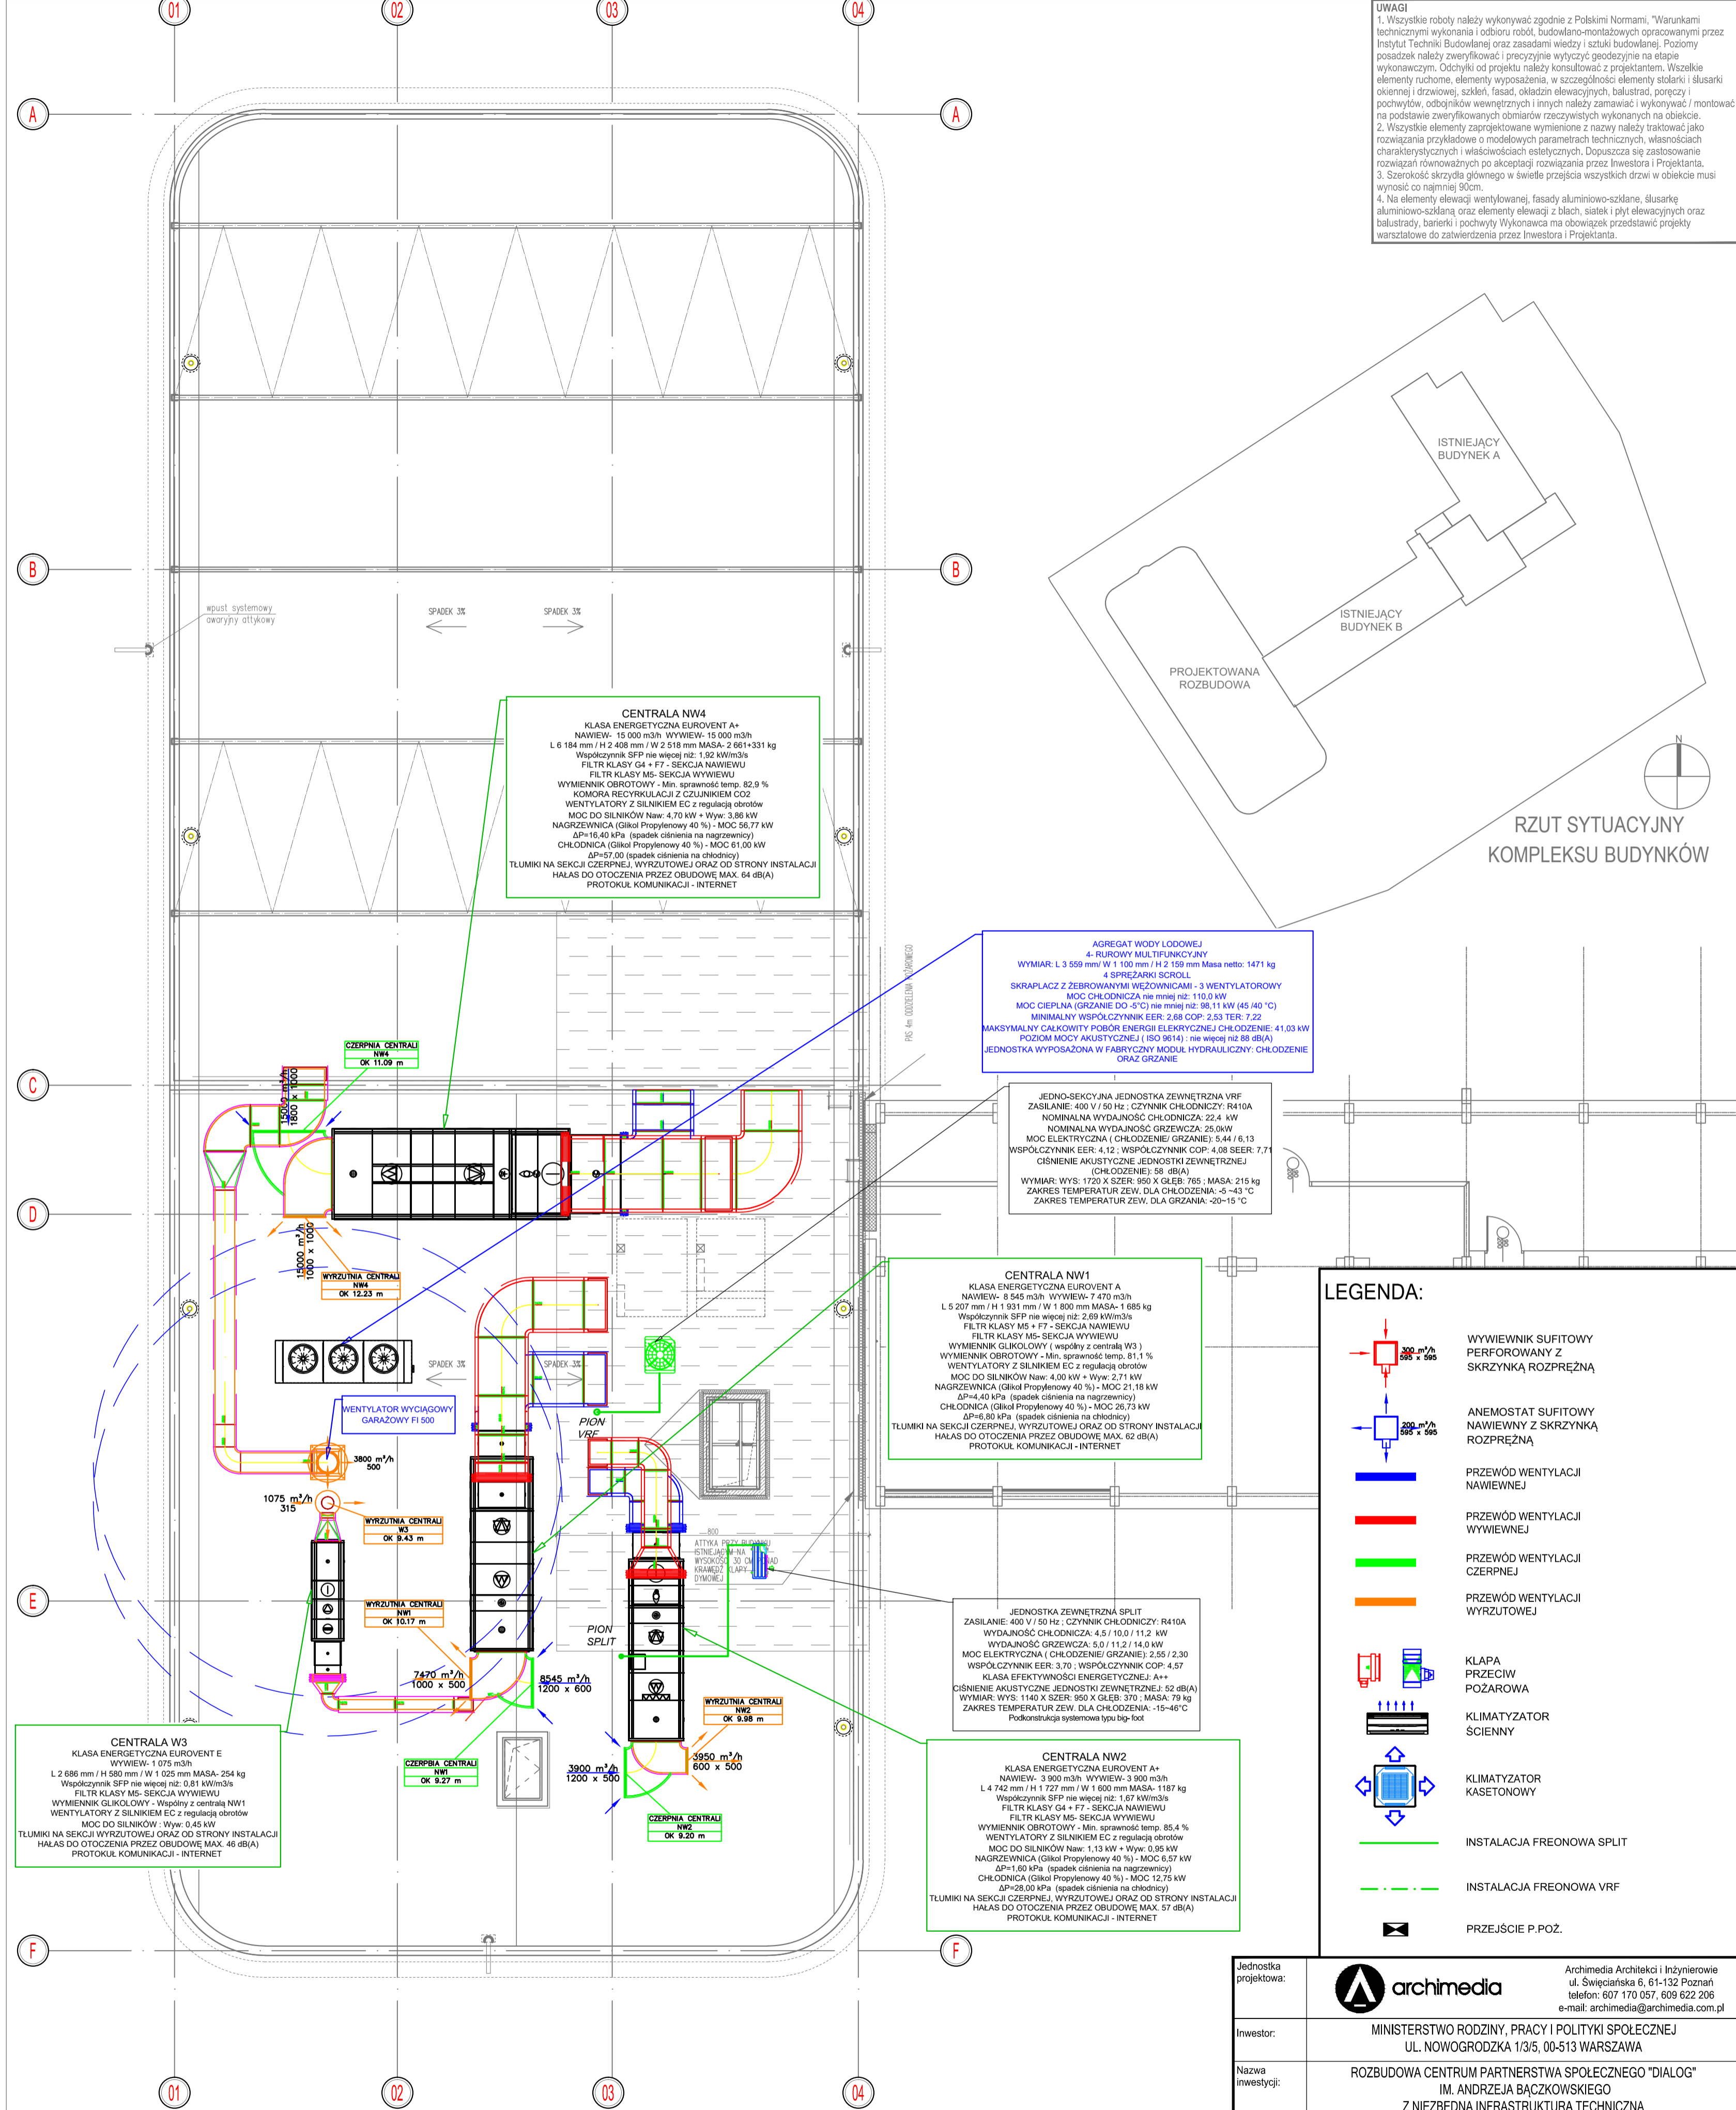 01
02
03
04
UWAGI
1. Wszystkie roboty należy wykonywać zgodnie z Polskimi Normami, "Warunkami
technicznymi wykonania i odbioru robót, budowlano-montażowych opracowanymi przez
Instytut Techniki Budowlanej oraz zasadami wiedzy i sztuki budowlanej. Poziomy
posadzek należy zweryfikować i precyzyjnie wytyczyć geodezyjnie na etapie
wykonawczym. Odchyłki od projektu należy konsultować z projektantem. Wszelkie
elementy ruchome, elementy wyposażenia, w szczególności elementy stolarki i ślusarki
okiennej i drzwiowej, szkleń, fasad, okładzin elewacyjnych, balustrad, poręczy i
pochwytów, odbojników wewnętrznych i innych należy zamawiać i wykonywać / montować
na podstawie zweryfikowanych obmiarów rzeczywistych wykonanych na obiekcie.
2. Wszystkie elementy zaprojektowane wymienione z nazwy należy traktować jako
rozwiązania przykładowe o modelowych parametrach technicznych, własnościach
charakterystycznych i właściwościach estetycznych. Dopuszcza się zastosowanie
rozwiązań równoważnych po akceptacji rozwiązania przez Inwestora i Projektanta.
3. Szerokość skrzydła głównego w świetle przejścia wszystkich drzwi w obiekcie musi
wynosić co najmniej 90cm.
4. Na elementy elewacji wentylowanej, fasady aluminiowo-szklane, ślusarkę
aluminiowo-szklaną oraz elementy elewacji z blach, siatek i płyt elewacyjnych oraz
balustrady, barierki i pochwyty Wykonawca ma obowiązek przedstawić projekty
warsztatowe do zatwierdzenia przez Inwestora i Projektanta.
A
A
ISTNIEJĄCY
BUDYNEK A
ISTNIEJĄCY
BUDYNEK B
PROJEKTOWANA
ROZBUDOWA
N
RZUT SYTUACYJNY
KOMPLEKSU BUDYNKÓW
B
B
wpust systemowy
awaryjny attykowy
SPADEK 3%
SPADEK 3%
CENTRALA NW4
KLASA ENERGETYCZNA EUROVENT A+
NAWIEW- 15 000 m3/h WYWIEW- 15 000 m3/h
L 6 184 mm / H 2 408 mm / W 2 518 mm MASA- 2 661+331 kg
Współczynnik SFP nie więcej niż: 1,92 kW/m3/s
FILTR KLASY G4 + F7 - SEKCJA NAWIEWU
FILTR KLASY M5- SEKCJA WYWIEWU
WYMIENNIK OBROTOWY - Min. sprawność temp. 82,9 %
KOMORA RECYRKULACJI Z CZUJNIKIEM CO2
WENTYLATORY Z SILNIKIEM EC z regulacją obrotów
MOC DO SILNIKÓW Naw: 4,70 kW + Wyw: 3,86 kW
NAGRZEWNICA (Glikol Propylenowy 40 %) - MOC 56,77 kW
ΔP=16,40 kPa (spadek ciśnienia na nagrzewnicy)
CHŁODNICA (Glikol Propylenowy 40 %) - MOC 61,00 kW
ΔP=57,00 (spadek ciśnienia na chłodnicy)
TŁUMIKI NA SEKCJI CZERPNEJ, WYRZUTOWEJ ORAZ OD STRONY INSTALACJI
HAŁAS DO OTOCZENIA PRZEZ OBUDOWĘ MAX. 64 dB(A)
PROTOKUŁ KOMUNIKACJI - INTERNET
PAS 4m ODDZIELENIA POŻAROWEGO
AGREGAT WODY LODOWEJ
4- RUROWY MULTIFUNKCYJNY
WYMIAR: L 3 559 mm/ W 1 100 mm / H 2 159 mm Masa netto: 1471 kg
4 SPRĘŻARKI SCROLL
SKRAPLACZ Z ŻEBROWANYMI WĘŻOWNICAMI - 3 WENTYLATOROWY
MOC CHŁODNICZA nie mniej niż: 110,0 kW
MOC CIEPLNA (GRZANIE DO -5°C) nie mniej niż: 98,11 kW (45 /40 °C)
MINIMALNY WSPÓŁCZYNNIK EER: 2,68 COP: 2,53 TER: 7,22
MAKSYMALNY CAŁKOWITY POBÓR ENERGII ELEKRYCZNEJ CHŁODZENIE: 41,03 kW
POZIOM MOCY AKUSTYCZNEJ ( ISO 9614) : nie więcej niż 88 dB(A)
JEDNOSTKA WYPOSAŻONA W FABRYCZNY MODUŁ HYDRAULICZNY: CHŁODZENIE
ORAZ GRZANIE
CZERPNIA CENTRALI
NW4
OK 11.09 m
C
15000 m³/h
1800 x 1000
JEDNO-SEKCYJNA JEDNOSTKA ZEWNĘTRZNA VRF
ZASILANIE: 400 V / 50 Hz ; CZYNNIK CHŁODNICZY: R410A
NOMINALNA WYDAJNOŚĆ CHŁODNICZA: 22,4 kW
NOMINALNA WYDAJNOŚĆ GRZEWCZA: 25,0kW
MOC ELEKTRYCZNA ( CHŁODZENIE/ GRZANIE): 5,44 / 6,13
WSPÓŁCZYNNIK EER: 4,12 ; WSPÓŁCZYNNIK COP: 4,08 SEER: 7,71
CIŚNIENIE AKUSTYCZNE JEDNOSTKI ZEWNĘTRZNEJ
(CHŁODZENIE): 58 dB(A)
WYMIAR: WYS: 1720 X SZER: 950 X GŁĘB: 765 ; MASA: 215 kg
ZAKRES TEMPERATUR ZEW. DLA CHŁODZENIA: -5 ~43 °C
ZAKRES TEMPERATUR ZEW. DLA GRZANIA: -20~15 °C
D
15000 m³/h
1000 x 1000
WYRZUTNIA CENTRALI
NW4
OK 12.23 m
CENTRALA NW1
KLASA ENERGETYCZNA EUROVENT A
NAWIEW- 8 545 m3/h WYWIEW- 7 470 m3/h
L 5 207 mm / H 1 931 mm / W 1 800 mm MASA- 1 685 kg
Współczynnik SFP nie więcej niż: 2,69 kW/m3/s
FILTR KLASY M5 + F7 - SEKCJA NAWIEWU
FILTR KLASY M5- SEKCJA WYWIEWU
WYMIENNIK GLIKOLOWY ( wspólny z centralą W3 )
WYMIENNIK OBROTOWY - Min. sprawność temp. 81,1 %
WENTYLATORY Z SILNIKIEM EC z regulacją obrotów
MOC DO SILNIKÓW Naw: 4,00 kW + Wyw: 2,71 kW
NAGRZEWNICA (Glikol Propylenowy 40 %) - MOC 21,18 kW
ΔP=4,40 kPa (spadek ciśnienia na nagrzewnicy)
CHŁODNICA (Glikol Propylenowy 40 %) - MOC 26,73 kW
ΔP=6,80 kPa (spadek ciśnienia na chłodnicy)
TŁUMIKI NA SEKCJI CZERPNEJ, WYRZUTOWEJ ORAZ OD STRONY INSTALACJI
HAŁAS DO OTOCZENIA PRZEZ OBUDOWĘ MAX. 62 dB(A)
PROTOKUŁ KOMUNIKACJI - INTERNET
LEGENDA:
300 m³/h
595 x 595
WYWIEWNIK SUFITOWY
PERFOROWANY Z
SKRZYNKĄ ROZPRĘŻNĄ
200 m³/h
595 x 595
ANEMOSTAT SUFITOWY
NAWIEWNY Z SKRZYNKĄ
ROZPRĘŻNĄ
PRZEWÓD WENTYLACJI
NAWIEWNEJ
PRZEWÓD WENTYLACJI
WYWIEWNEJ
PRZEWÓD WENTYLACJI
CZERPNEJ
PRZEWÓD WENTYLACJI
WYRZUTOWEJ
KLAPA
PRZECIW
POŻAROWA
KLIMATYZATOR
ŚCIENNY
KLIMATYZATOR
KASETONOWY
INSTALACJA FREONOWA SPLIT
INSTALACJA FREONOWA VRF
PRZEJŚCIE P.POŻ.
SPADEK 3%
SPADEK 3%
WENTYLATOR WYCIĄGOWY
GARAŻOWY FI 500
PION
VRF
3800 m³/h
500
1075 m³/h
315
WYRZUTNIA CENTRALI
W3
OK 9.43 m
800
ATTYKA PRZY BUDYNKU
ISTNIEJĄCYM NA
WYSOKOŚĆ 30 CM PONAD
KRAWĘDŹ KLAPY
DYMOWEJ
E
WYRZUTNIA CENTRALI
NW1
OK 10.17 m
PION
SPLIT
JEDNOSTKA ZEWNĘTRZNA SPLIT
ZASILANIE: 400 V / 50 Hz ; CZYNNIK CHŁODNICZY: R410A
WYDAJNOŚĆ CHŁODNICZA: 4,5 / 10,0 / 11,2 kW
WYDAJNOŚĆ GRZEWCZA: 5,0 / 11,2 / 14,0 kW
MOC ELEKTRYCZNA ( CHŁODZENIE/ GRZANIE): 2,55 / 2,30
WSPÓŁCZYNNIK EER: 3,70 ; WSPÓŁCZYNNIK COP: 4,57
KLASA EFEKTYWNOŚCI ENERGETYCZNEJ: A++
CIŚNIENIE AKUSTYCZNE JEDNOSTKI ZEWNĘTRZNEJ: 52 dB(A)
WYMIAR: WYS: 1140 X SZER: 950 X GŁĘB: 370 ; MASA: 79 kg
ZAKRES TEMPERATUR ZEW. DLA CHŁODZENIA: -15~46°C
Podkonstrukcja systemowa typu big- foot
7470 m³/h
1000 x 500
8545 m³/h
1200 x 600
WYRZUTNIA CENTRALI
NW2
OK 9.98 m
CENTRALA W3
KLASA ENERGETYCZNA EUROVENT E
WYWIEW- 1 075 m3/h
L 2 686 mm / H 580 mm / W 1 025 mm MASA- 254 kg
Współczynnik SFP nie więcej niż: 0,81 kW/m3/s
FILTR KLASY M5- SEKCJA WYWIEWU
WYMIENNIK GLIKOLOWY - Wspólny z centralą NW1
WENTYLATORY Z SILNIKIEM EC z regulacją obrotów
MOC DO SILNIKÓW : Wyw: 0,45 kW
TŁUMIKI NA SEKCJI WYRZUTOWEJ ORAZ OD STRONY INSTALACJI
HAŁAS DO OTOCZENIA PRZEZ OBUDOWĘ MAX. 46 dB(A)
PROTOKUŁ KOMUNIKACJI - INTERNET
CZERPBIA CENTRALI
NW1
OK 9.27 m
3900 m³/h
1200 x 500
3950 m³/h
600 x 500
CZERPNIA CENTRALI
NW2
OK 9.20 m
CENTRALA NW2
KLASA ENERGETYCZNA EUROVENT A+
NAWIEW- 3 900 m3/h WYWIEW- 3 900 m3/h
L 4 742 mm / H 1 727 mm / W 1 600 mm MASA- 1187 kg
Współczynnik SFP nie więcej niż: 1,67 kW/m3/s
FILTR KLASY G4 + F7 - SEKCJA NAWIEWU
FILTR KLASY M5- SEKCJA WYWIEWU
WYMIENNIK OBROTOWY - Min. sprawność temp. 85,4 %
WENTYLATORY Z SILNIKIEM EC z regulacją obrotów
MOC DO SILNIKÓW Naw: 1,13 kW + Wyw: 0,95 kW
NAGRZEWNICA (Glikol Propylenowy 40 %) - MOC 6,57 kW
ΔP=1,60 kPa (spadek ciśnienia na nagrzewnicy)
CHŁODNICA (Glikol Propylenowy 40 %) - MOC 12,75 kW
ΔP=28,00 kPa (spadek ciśnienia na chłodnicy)
TŁUMIKI NA SEKCJI CZERPNEJ, WYRZUTOWEJ ORAZ OD STRONY INSTALACJI
HAŁAS DO OTOCZENIA PRZEZ OBUDOWĘ MAX. 57 dB(A)
PROTOKUŁ KOMUNIKACJI - INTERNET
F
F
Jednostka
projektowa:
archimedia
Archimedia Architekci i Inżynierowie
ul. Święciańska 6, 61-132 Poznań
telefon: 607 170 057, 609 622 206
e-mail: archimedia@archimedia.com.pl
Inwestor:
MINISTERSTWO RODZINY, PRACY I POLITYKI SPOŁECZNEJ
UL. NOWOGRODZKA 1/3/5, 00-513 WARSZAWA
Nazwa
inwestycji:
ROZBUDOWA CENTRUM PARTNERSTWA SPOŁECZNEGO "DIALOG"
IM. ANDRZEJA BĄCZKOWSKIEGO
Z NIEZBĘDNĄ INFRASTRUKTURĄ TECHNICZNĄ
01
02
03
04